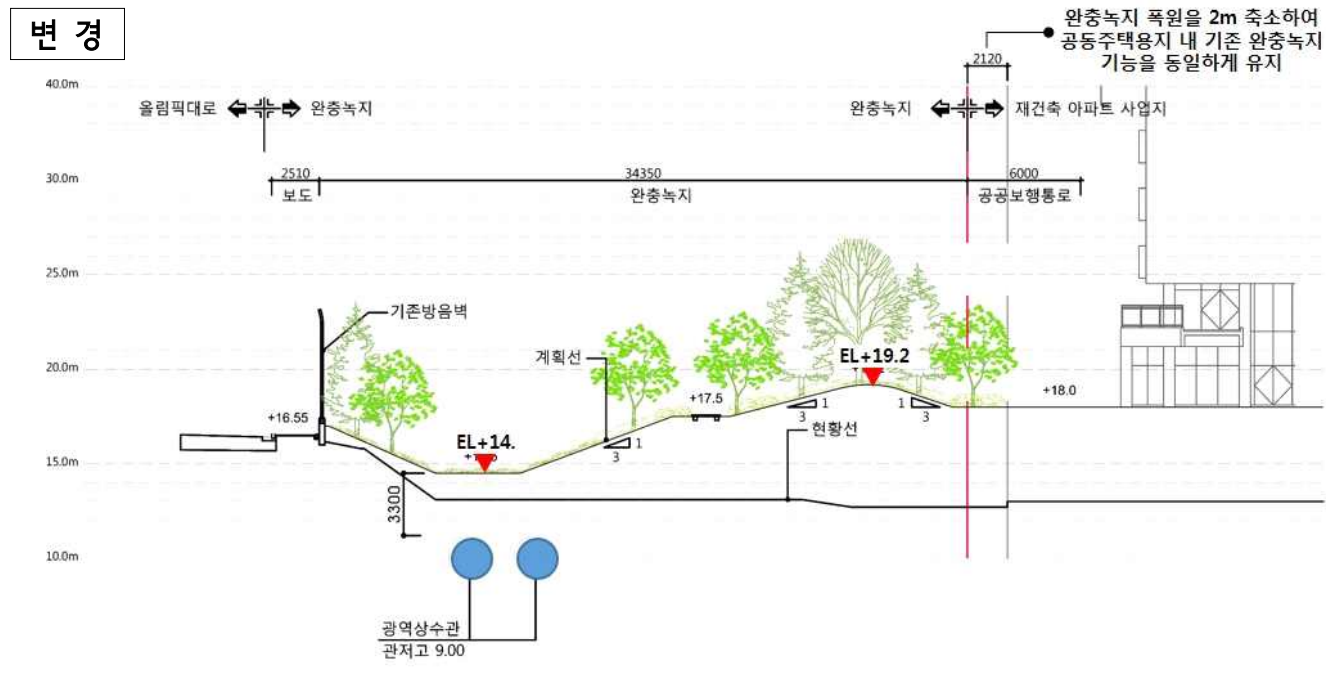 변 경
완충녹지 폭원을 2m 축소하여
공동주택용지 내 기존 완충녹지
기능을 동일하게 유지
2120
40.0m
올림픽대로
완충녹지
완충녹지
재건축 아파트 사업지
30.0m
2510
34350
6000
보도
완충녹지
공공보행통로
25.0m
기존방음벽
계획선
EL+19.2
20.0m
+16.55
+17.5
+18.0
1
3
1
3
현황선
EL+14.
1
3
15.0m
3300
10.0m
광역상수관
관저고 9.00